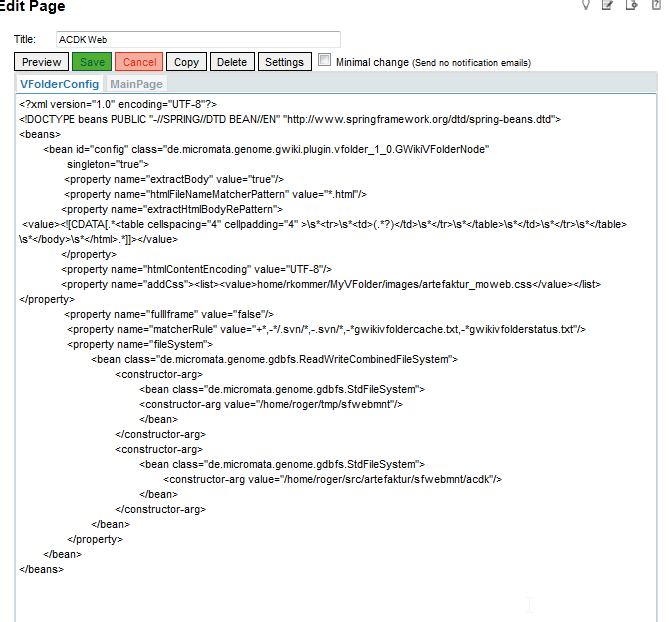 Edit Page
Title: ACDK Web
Preview Save Cancel Copy Delete Settings Minimal change (Send no notification emails)
VFolderConfig MainPage
<?xml version="1.0" encoding="UTF-8"?>
<!DOCTYPE beans PUBLIC "-//SPRING//DTD BEAN//EN" "http://www.springframework.org/dtd/spring-beans.dtd">
<beans>
<bean id="config" class="de.micromata.genome.gwiki.plugin.vfolder_1_0.GWikiVFolderNode"
singleton="true">
<property name="extractBody" value="true"/>
<property name="htmlFileNameMatcherPattern" value="*.html"/>
<property name="extractHtmlBodyRePattern">
<value><![CDATA[.*<table cellspacing="4" cellpadding="4" >\s*<tr>\s*<td>(.*?)</td>\s*</tr>\s*</table>\s*</td>\s*</tr>\s*</table>
\s*</body>\s*</html>.*]]></value>
</property>
<property name="htmlContentEncoding" value="UTF-8"/>
<property name="addCss"><list><value>home/rkommer/MyVFolder/images/artefaktur_moweb.css</value></list>
</property>
<property name="fullIframe" value="false"/>
<property name="matcherRule" value="+*,-*/.svn/*,-.svn/*,-*gwikivfoldercache.txt,-*gwikivfolderstatus.txt"/>
<property name="fileSystem">
<bean class="de.micromata.genome.gdbfs.ReadWriteCombinedFileSystem">
<constructor-arg>
<bean class="de.micromata.genome.gdbfs.StdFileSystem">
<constructor-arg value="/home/roger/tmp/sfwebmnt"/>
</bean>
</constructor-arg>
<constructor-arg>
<bean class="de.micromata.genome.gdbfs.StdFileSystem">
<constructor-arg value="/home/roger/src/artefaktur/sfwebmnt/acdk"/>
</bean>
</constructor-arg>
</bean>
</property>
</bean>
</beans>